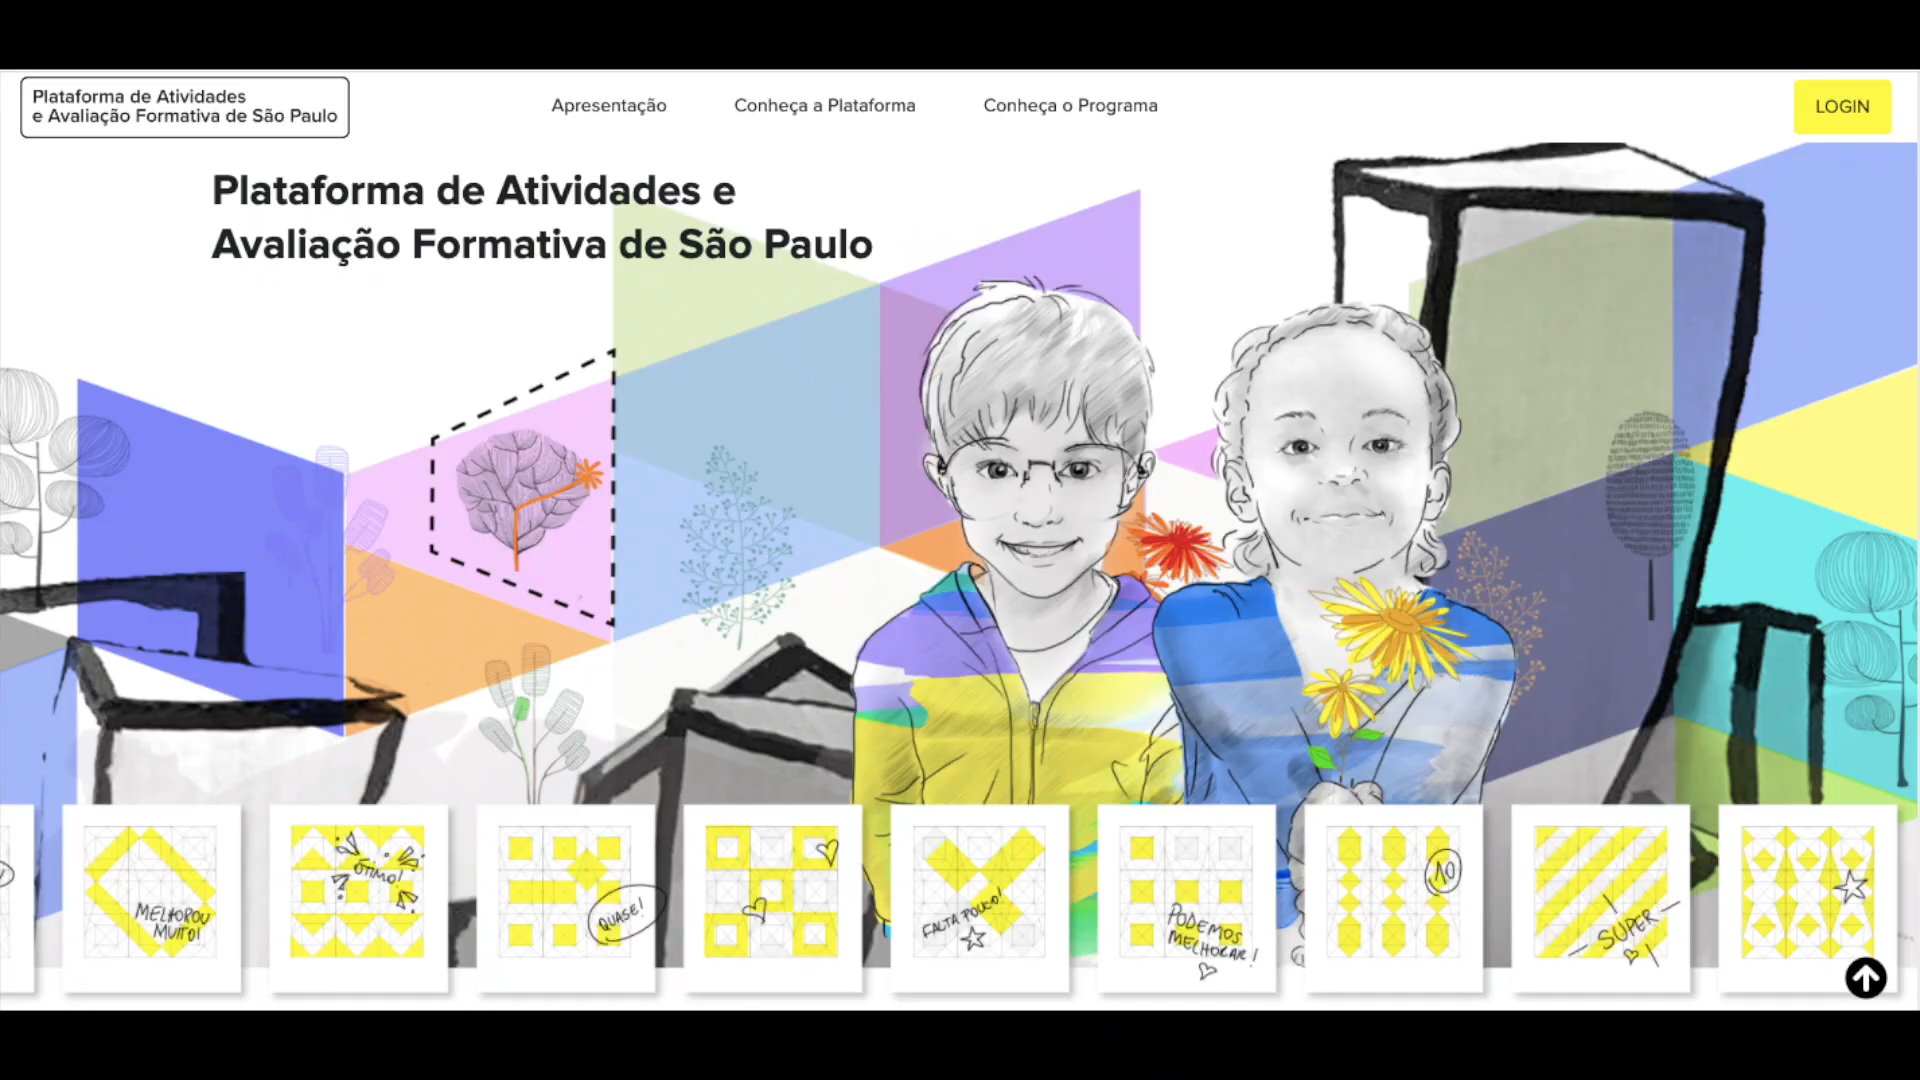 Plataforma de Atividades
e Avaliação Formativa de São Paulo
Apresentação
Conheça a Plataforma
Conheça o Programa
LOGIN
Plataforma de Atividades e
Avaliação Formativa de São Paulo
MELHOROU
MUITO!
ÓTIMO!
QUASE!
FALTA POUCO!
PODEMOS
MELHORAR!
10
SUPER